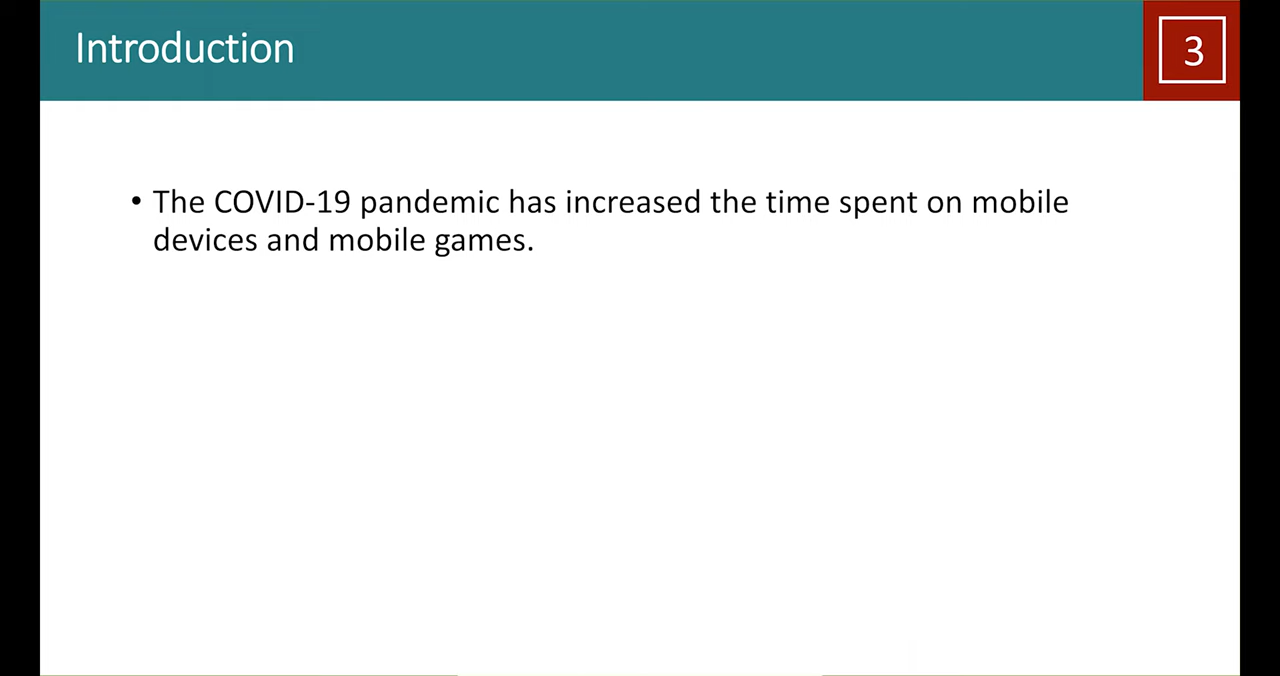 Introduction
3
• The COVID-19 pandemic has increased the time spent on mobile
devices and mobile games.